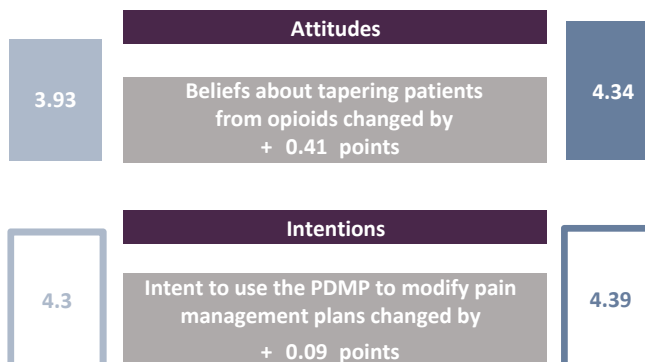 Attitudes
3.93
Beliefs about tapering patients
from opioids changed by
+ 0.41 points
4.34
Intentions
4.3
Intent to use the PDMP to modify pain
management plans changed by
+ 0.09 points
4.39